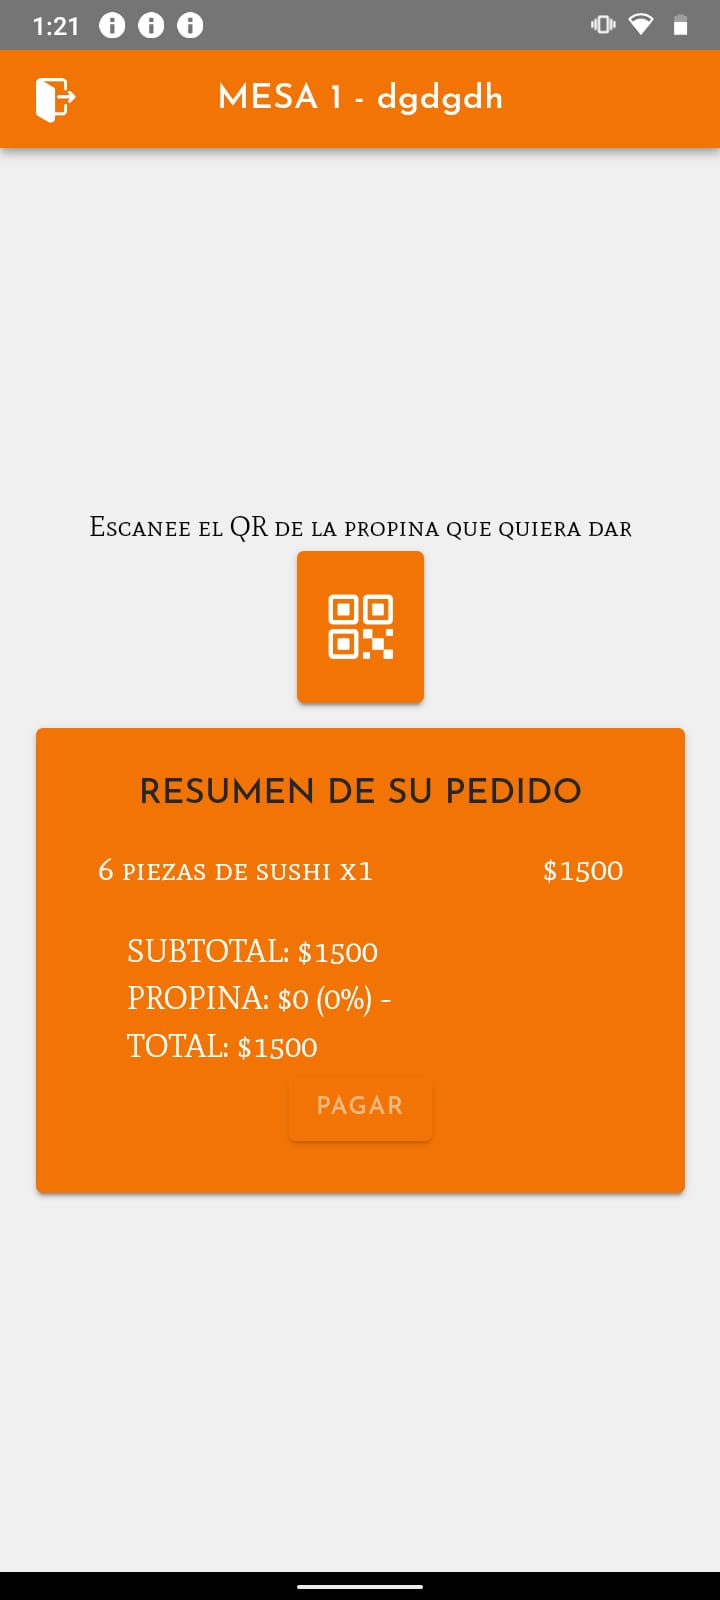 1:21
MESA 1 - dgdgdh
Escanee el QR de la propina que quiera dar
RESUMEN DE SU PEDIDO
6 piezas de sushi x1 $1500
SUBTOTAL: $1500
PROPINA: $0 (0%) -
TOTAL: $1500
PAGAR